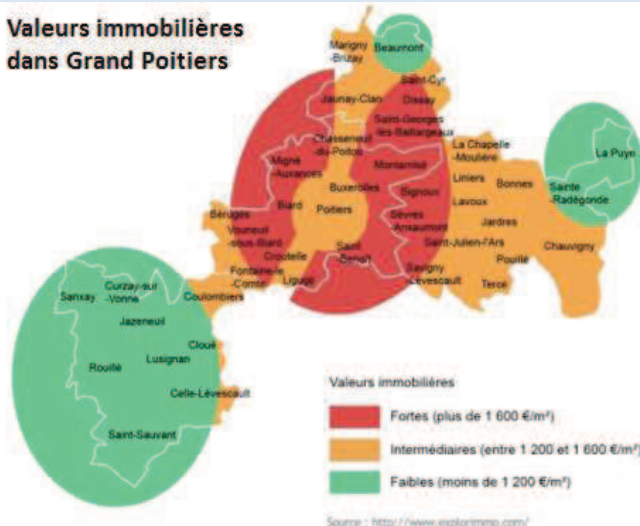 Valeurs immobilières
dans Grand Poitiers
Marigny
-Brizay
Beaumont
Saint-Cyr
Jaunay-Clan
Dissay
Saint-Georges
-lès-Baillargeaux
Chasseneuil
-du-Poitou
La Chapelle
-Moulière
La Puye
Migné
-Auxances
Montamisé
Liniers
Bonnes
Sainte
-Radégonde
Buxerolles
Bignoux
Lavoux
Biard
Poitiers
Sèvres
-Anxaumont
Jardres
Béruges
Vouneuil
-sous-Biard
Saint
-Benoît
Saint-Julien-l'Ars
Chauvigny
Croutelle
Pouillé
Fontaine-le
-Comte
Ligugé
Savigny
-Lévescault
Tercé
Curzay-sur
-Vonne
Sanxay
Coulombiers
Jazeneuil
Cloué
Rouillé
Lusignan
Celle-Lévescault
Saint-Sauvant
Valeurs immobilières
Fortes (plus de 1 600 €/m²)
Intermédiaires (entre 1 200 et 1 600 €/m²)
Faibles (moins de 1 200 €/m²)
Source : http://www.explorimmo.com/